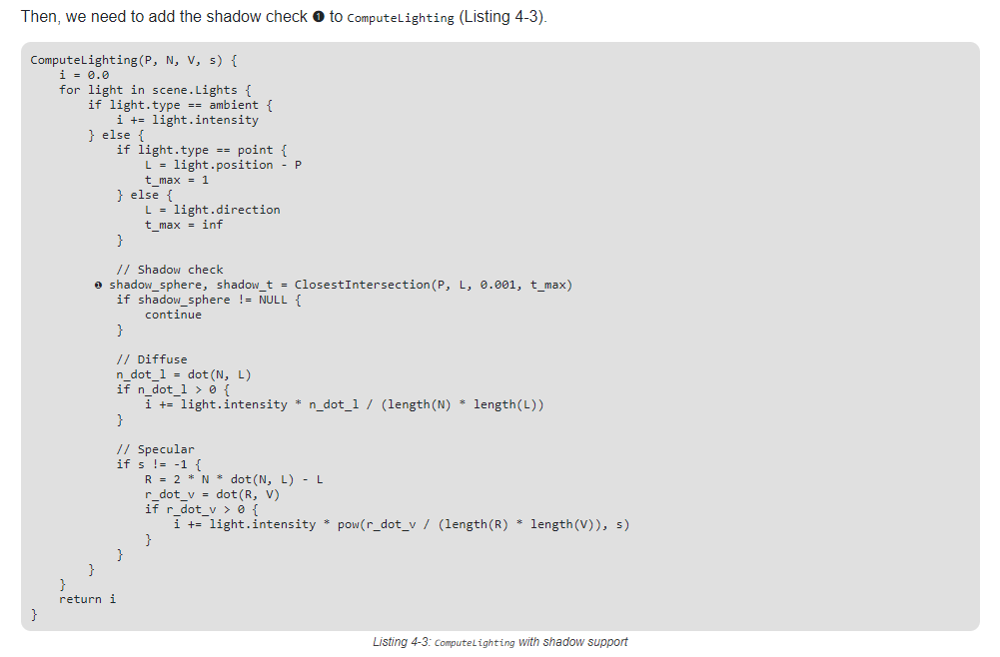 Then, we need to add the shadow check ❶ to ComputeLighting (Listing 4-3).
ComputeLighting(P, N, V, s) {
    i = 0.0
    for light in scene.Lights {
        if light.type == ambient {
            i += light.intensity
        } else {
            if light.type == point {
                L = light.position - P
                t_max = 1
            } else {
                L = light.direction
                t_max = inf
            }
            // Shadow check
         ❶ shadow_sphere, shadow_t = ClosestIntersection(P, L, 0.001, t_max)
            if shadow_sphere != NULL {
                continue
            }
            // Diffuse
            n_dot_l = dot(N, L)
            if n_dot_l > 0 {
                i += light.intensity * n_dot_l / (length(N) * length(L))
            }
            // Specular
            if s != -1 {
                R = 2 * N * dot(N, L) - L
                r_dot_v = dot(R, V)
                if r_dot_v > 0 {
                    i += light.intensity * pow(r_dot_v / (length(R) * length(V)), s)
                }
            }
        }
    }
    return i
}
Listing 4-3: ComputeLighting with shadow support